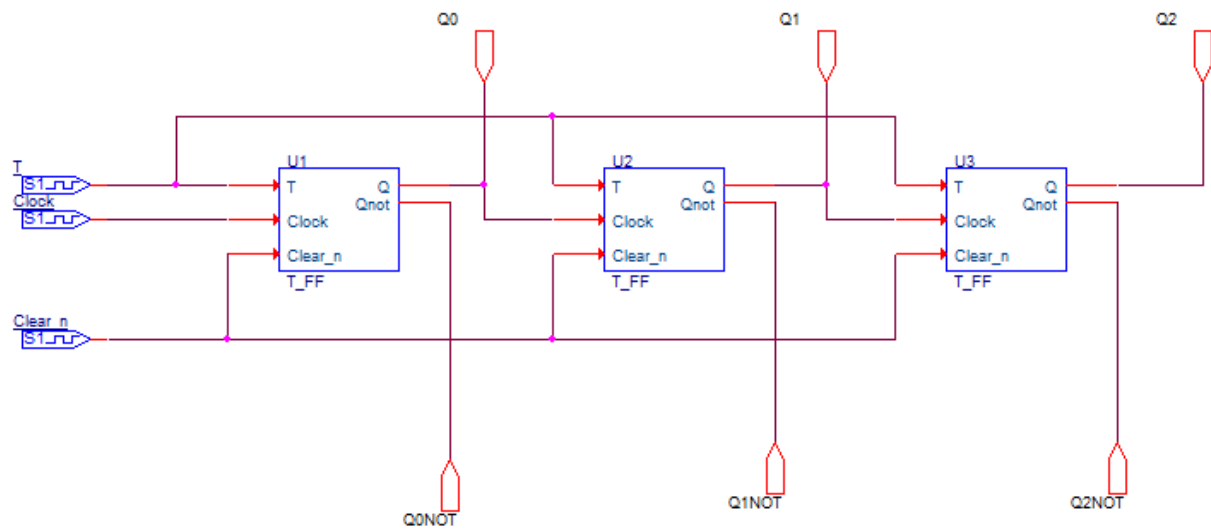 Q0
Q1
Q2
T
S1
Clock
S1
Clear_n
S1
U1
T
Q
Qnot
Clock
Clear_n
T_FF
U2
T
Q
Qnot
Clock
Clear_n
T_FF
U3
T
Q
Qnot
Clock
Clear_n
T_FF
Q0NOT
Q1NOT
Q2NOT